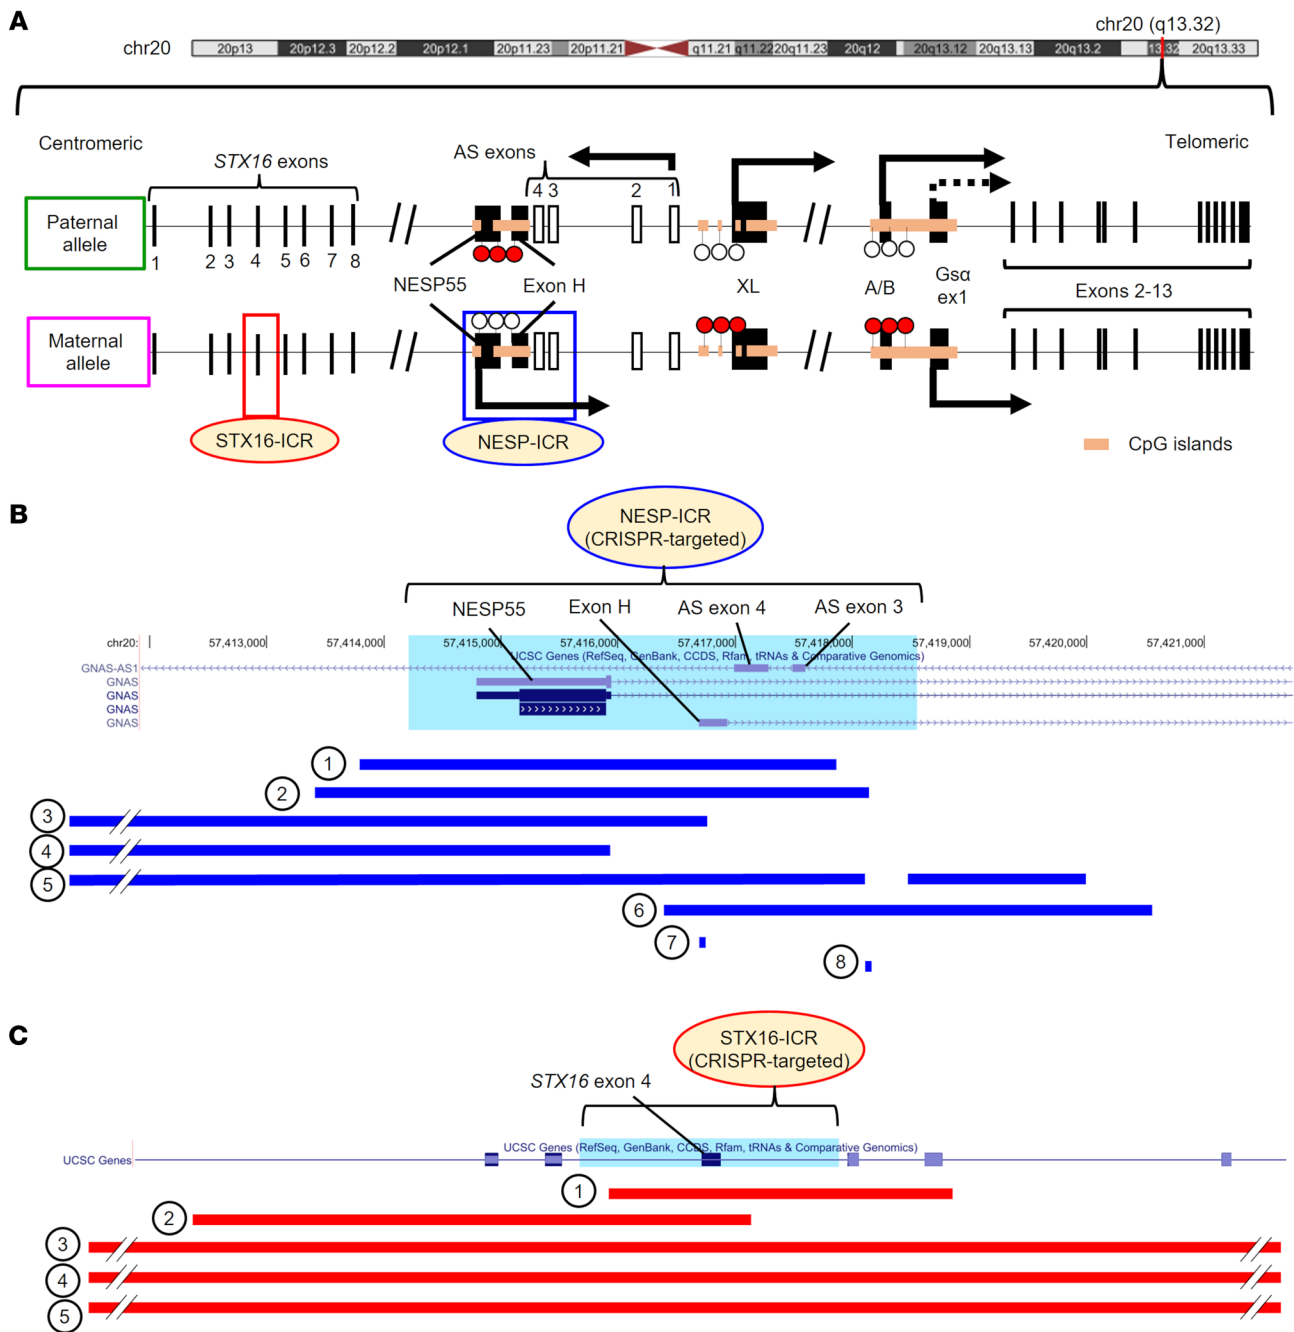 A
chr20 (q13.32)
chr20
20p13 20p12.3 20p12.2 20p12.1 20p11.23 20p11.21 q11.21 q11.22 20q11.23 20q12 20q13.12 20q13.13 20q13.2 13.32 20q13.33
Centromeric
Telomeric
STX16 exons
AS exons
4 3 2 1
Paternal
allele
1 2 3 4 5 6 7 8
NESP55
Exon H
XL
A/B
Gsα
ex1
Exons 2-13
Maternal
allele
STX16-ICR
NESP-ICR
CpG islands
B
NESP-ICR
(CRISPR-targeted)
NESP55
Exon H
AS exon 4
AS exon 3
chr20: 57,413,000 57,414,000 57,415,000 57,416,000 57,417,000 57,418,000 57,419,000 57,420,000 57,421,000
UCSC Genes (RefSeq, GenBank, CCDS, Rfam, tRNAs & Comparative Genomics)
GNAS-AS1
GNAS
GNAS
GNAS
GNAS
1
2
3
4
5
6
7
8
C
STX16-ICR
(CRISPR-targeted)
STX16 exon 4
UCSC Genes (RefSeq, GenBank, CCDS, Rfam, tRNAs & Comparative Genomics)
UCSC Genes
1
2
3
4
5